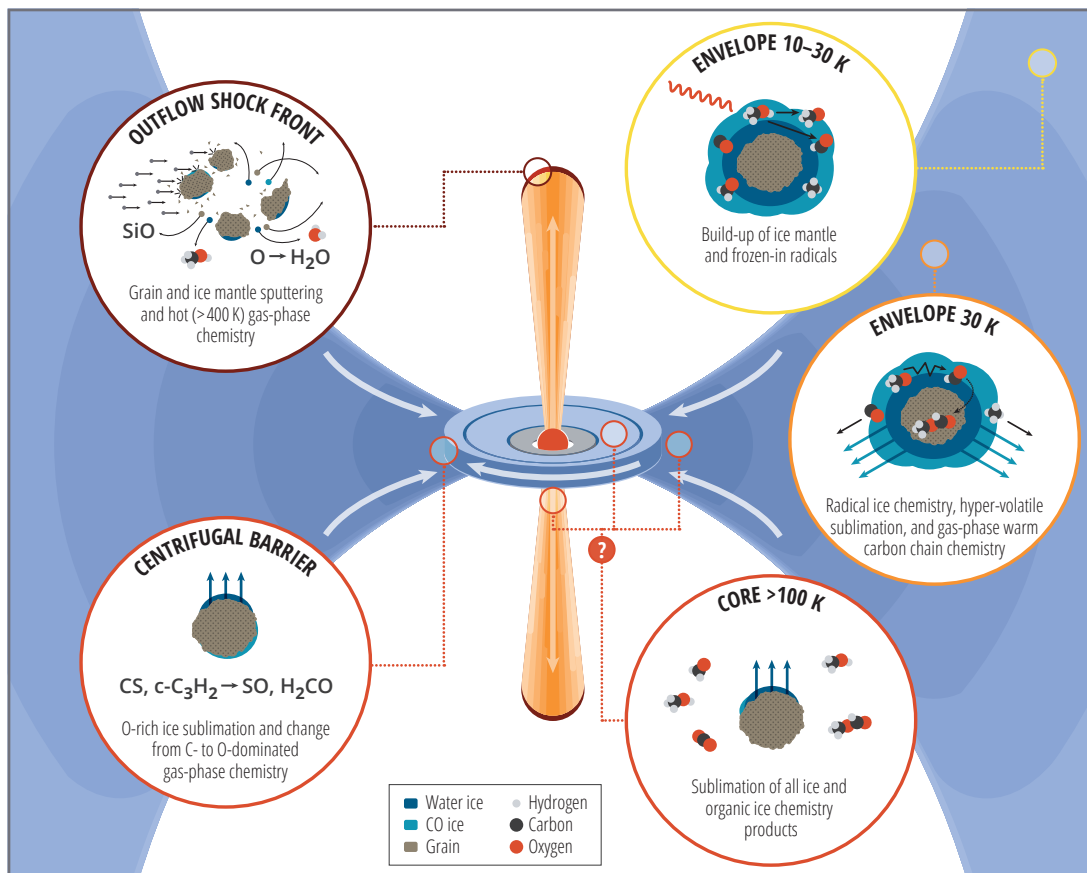 OUTFLOW SHOCK FRONT
SiO
O → H₂O
Grain and ice mantle sputtering
and hot (> 400 K) gas-phase
chemistry
ENVELOPE 10–30 K
Build-up of ice mantle
and frozen-in radicals
ENVELOPE 30 K
Radical ice chemistry, hyper-volatile
sublimation, and gas-phase warm
carbon chain chemistry
CENTRIFUGAL BARRIER
CS, c-C₃H₂ → SO, H₂CO
O-rich ice sublimation and change
from C- to O-dominated
gas-phase chemistry
?
CORE >100 K
Sublimation of all ice and
organic ice chemistry
products
Water ice
CO ice
Grain
Hydrogen
Carbon
Oxygen